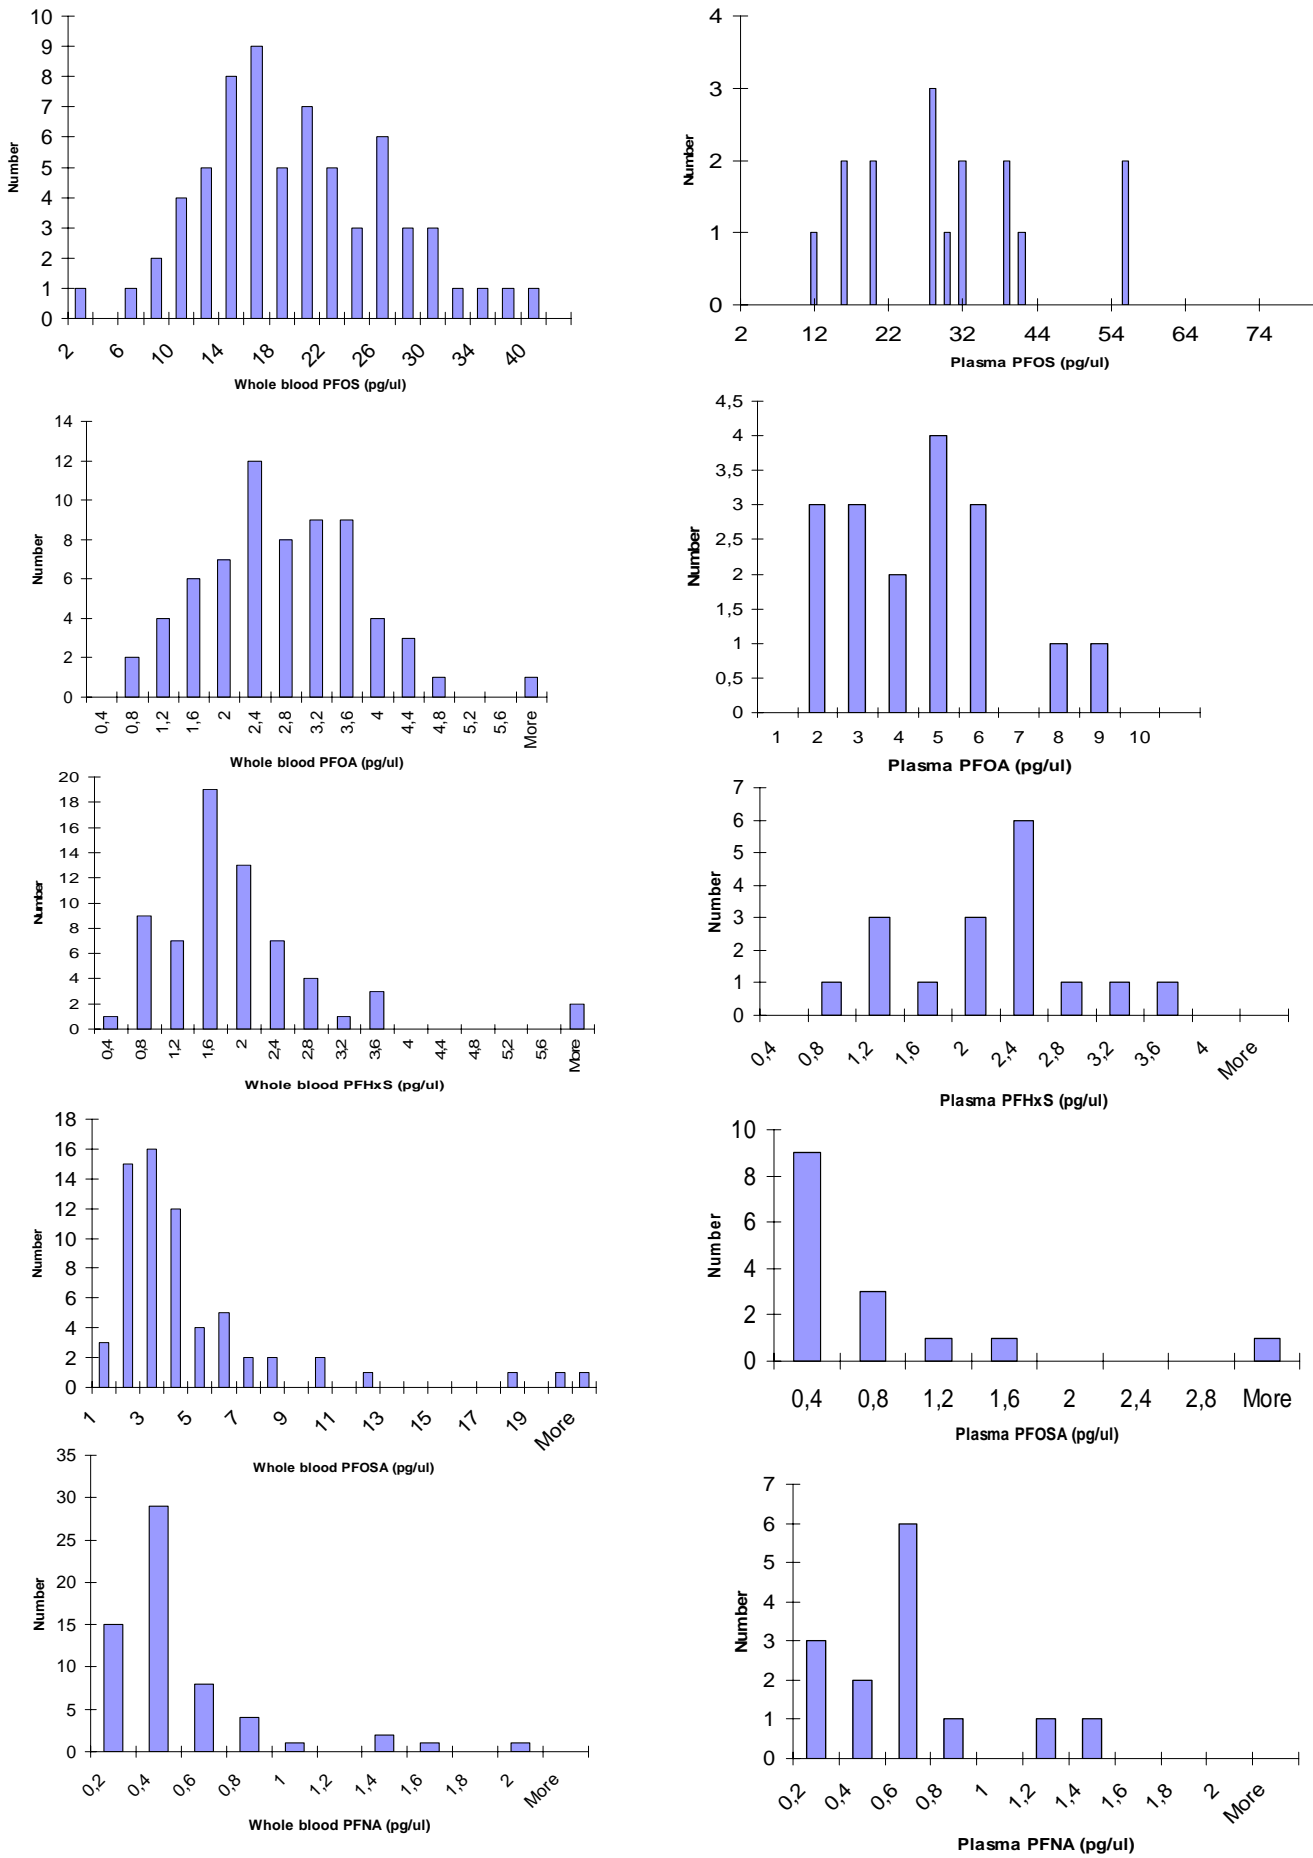 10
9
8
7
6
5
4
3
2
1
0
Number
2 6 10 14 18 22 26 30 34 40
Whole blood PFOS (pg/ul)
4
3
2
1
0
Number
2 12 22 32 44 54 64 74
Plasma PFOS (pg/ul)
14
12
10
8
6
4
2
0
Number
0,4 0,8 1,2 1,6 2 2,4 2,8 3,2 3,6 4 4,4 4,8 5,2 5,6 More
Whole blood PFOA (pg/ul)
4,5
4
3,5
3
2,5
2
1,5
1
0,5
0
Number
1 2 3 4 5 6 7 8 9 10
Plasma PFOA (pg/ul)
20
18
16
14
12
10
8
6
4
2
0
Number
0,4 0,8 1,2 1,6 2 2,4 2,8 3,2 3,6 4 4,4 4,8 5,2 5,6 More
Whole blood PFHxS (pg/ul)
7
6
5
4
3
2
1
0
Number
0,4 0,8 1,2 1,6 2 2,4 2,8 3,2 3,6 4 More
Plasma PFHxS (pg/ul)
18
16
14
12
10
8
6
4
2
0
Number
1 3 5 7 9 11 13 15 17 19 More
Whole blood PFOSA (pg/ul)
10
8
6
4
2
0
Number
0,4 0,8 1,2 1,6 2 2,4 2,8 More
Plasma PFOSA (pg/ul)
35
30
25
20
15
10
5
0
Number
0,2 0,4 0,6 0,8 1 1,2 1,4 1,6 1,8 2 More
Whole blood PFNA (pg/ul)
7
6
5
4
3
2
1
0
Number
0,2 0,4 0,6 0,8 1 1,2 1,4 1,6 1,8 2 More
Plasma PFNA (pg/ul)